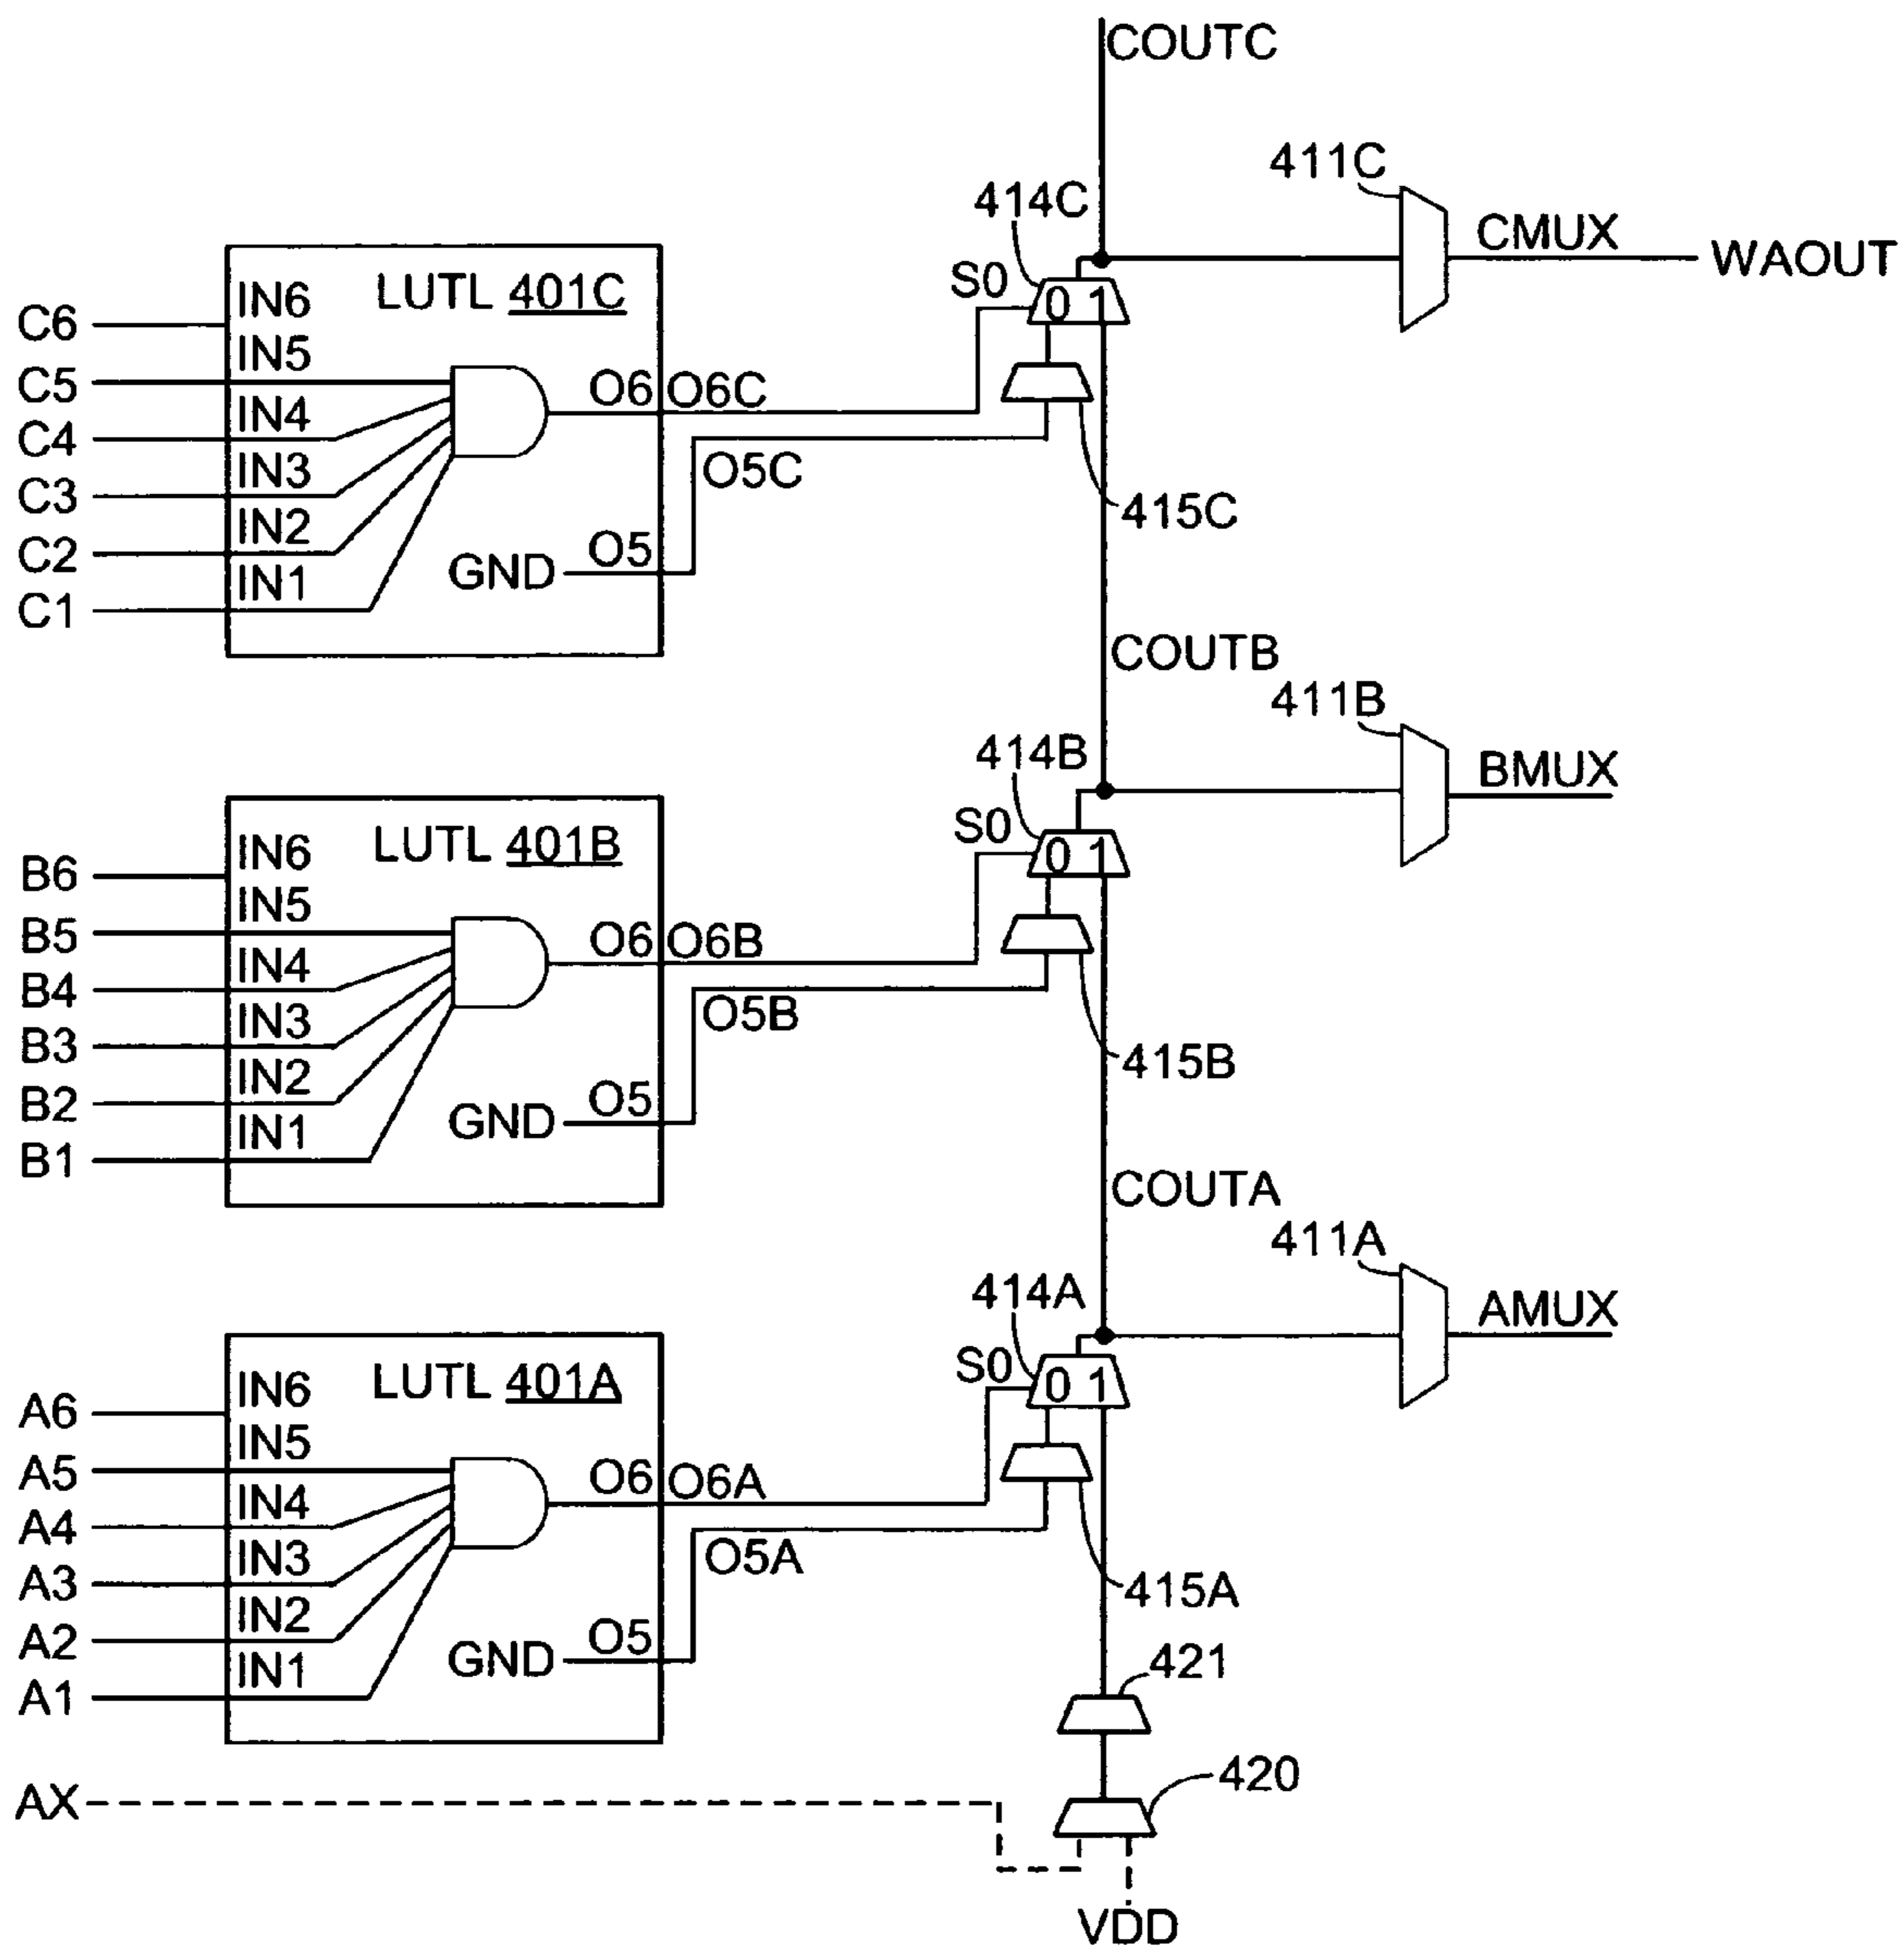 COUTC
411C
414C
CMUX
WAOUT
S0
0 1
LUTL 401C
C6
IN6
C5
IN5
C4
IN4
C3
IN3
C2
IN2
C1
IN1
O6
O6C
O5C
GND
O5
415C
COUTB
411B
414B
BMUX
S0
0 1
LUTL 401B
B6
IN6
B5
IN5
B4
IN4
B3
IN3
B2
IN2
B1
IN1
O6
O6B
O5B
GND
O5
415B
COUTA
411A
414A
AMUX
S0
0 1
LUTL 401A
A6
IN6
A5
IN5
A4
IN4
A3
IN3
A2
IN2
A1
IN1
O6
O6A
O5A
GND
O5
415A
421
420
AX
VDD